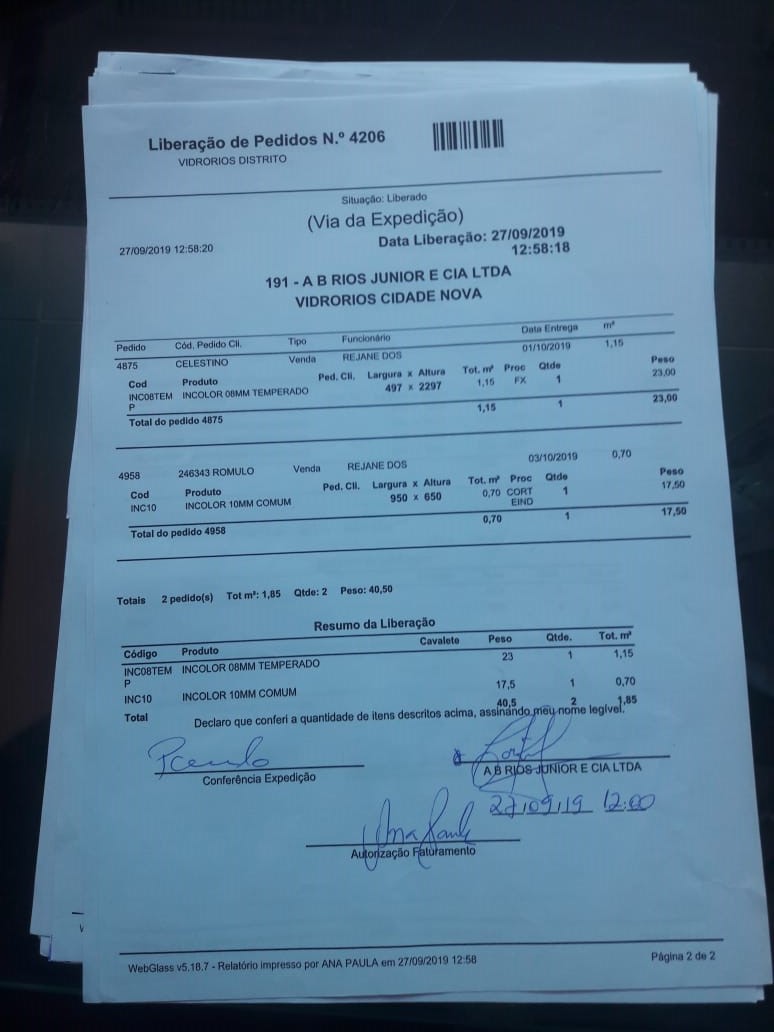 Liberação de Pedidos N.º 4206
VIDRORIOS DISTRITO
Situação: Liberado
(Via da Expedição)
27/09/2019 12:58:20
Data Liberação: 27/09/2019
12:58:18
191 - A B RIOS JUNIOR E CIA LTDA
VIDRORIOS CIDADE NOVA
Pedido Cód. Pedido Cli. Tipo Funcionário Data Entrega m²
4875 CELESTINO Venda REJANE DOS 01/10/2019 1,15
Cod Produto Ped. Cli. Largura x Altura Tot. m² Proc Qtde Peso
INC08TEM INCOLOR 08MM TEMPERADO 497 x 2297 1,15 FX 1 23,00
P
Total do pedido 4875 1,15 1 23,00
4958 246343 ROMULO Venda REJANE DOS 03/10/2019 0,70
Cod Produto Ped. Cli. Largura x Altura Tot. m² Proc Qtde Peso
INC10 INCOLOR 10MM COMUM 950 x 650 0,70 CORT 1 17,50
EIND
Total do pedido 4958 0,70 1 17,50
Totais 2 pedido(s) Tot m²: 1,85 Qtde: 2 Peso: 40,50
Resumo da Liberação
Código Produto Cavalete Peso Qtde. Tot. m²
INC08TEM INCOLOR 08MM TEMPERADO 23 1 1,15
P
INC10 INCOLOR 10MM COMUM 17,5 1 0,70
Total 40,5 2 1,85
Declaro que conferi a quantidade de itens descritos acima, assinando meu nome legível.
Conferência Expedição
A B RIOS JUNIOR E CIA LTDA
27/09/19 12:00
Ana Paula
Autorização Faturamento
WebGlass v5.18.7 - Relatório impresso por ANA PAULA em 27/09/2019 12:58
Página 2 de 2